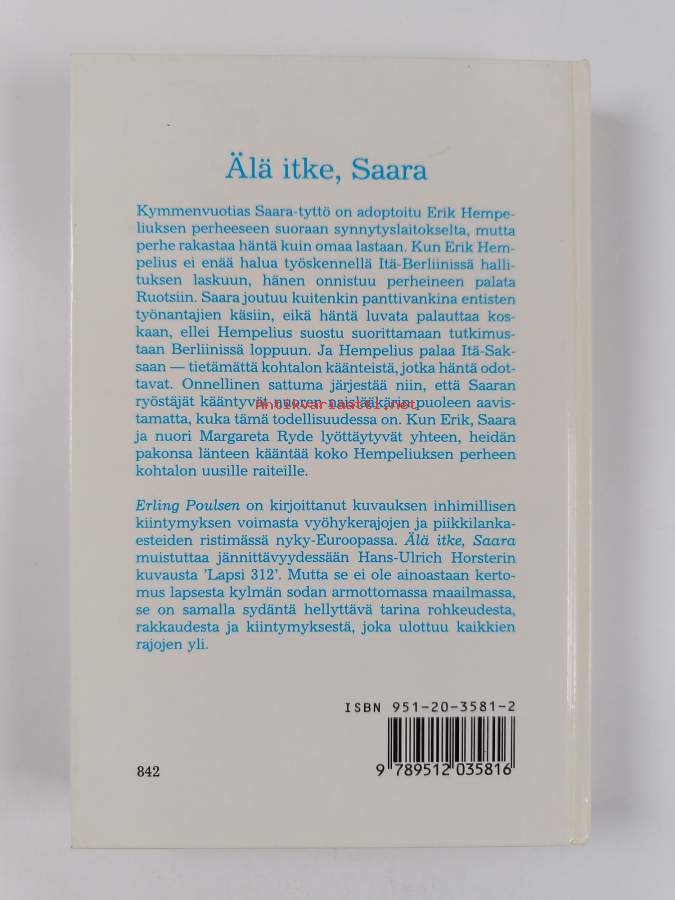 Älä itke, Saara
Kymmenvuotias Saara-tyttö on adoptoitu Erik Hempe-
liuksen perheeseen suoraan synnytyslaitokselta, mutta
perhe rakastaa häntä kuin omaa lastaan. Kun Erik Hem-
pelius ei enää halua työskennellä Itä-Berliinissä halli-
tuksen laskuun, hänen onnistuu perheineen palata
Ruotsiin. Saara joutuu kuitenkin panttivankina entisten
työnantajien käsiin, eikä häntä luvata palauttaa kos-
kaan, ellei Hempelius suostu suorittamaan tutkimus-
taan Berliinissä loppuun. Ja Hempelius palaa Itä-Sak-
saan — tietämättä kohtalon käänteistä, jotka häntä odot-
tavat. Onnellinen sattuma järjestää niin, että Saaran
ryöstäjät kääntyvät nuoren naislääkärin puoleen aavis-
antikvariaatti.net
tamatta, kuka tämä todellisuudessa on. Kun Erik, Saara
ja nuori Margareta Ryde lyöttäytyvät yhteen, heidän
pakonsa länteen kääntää koko Hempeliuksen perheen
kohtalon uusille raiteille.
Erling Poulsen on kirjoittanut kuvauksen inhimillisen
kiintymyksen voimasta vyöhykerajojen ja piikkilanka-
esteiden ristimässä nyky-Euroopassa. Älä itke, Saara
muistuttaa jännittävyydessään Hans-Ulrich Horsterin
kuvausta 'Lapsi 312'. Mutta se ei ole ainoastaan kerto-
mus lapsesta kylmän sodan armottomassa maailmassa,
se on samalla sydäntä hellyttävä tarina rohkeudesta,
rakkaudesta ja kiintymyksestä, joka ulottuu kaikkien
rajojen yli.
ISBN 951-20-3581-2
9 789512 035816
842